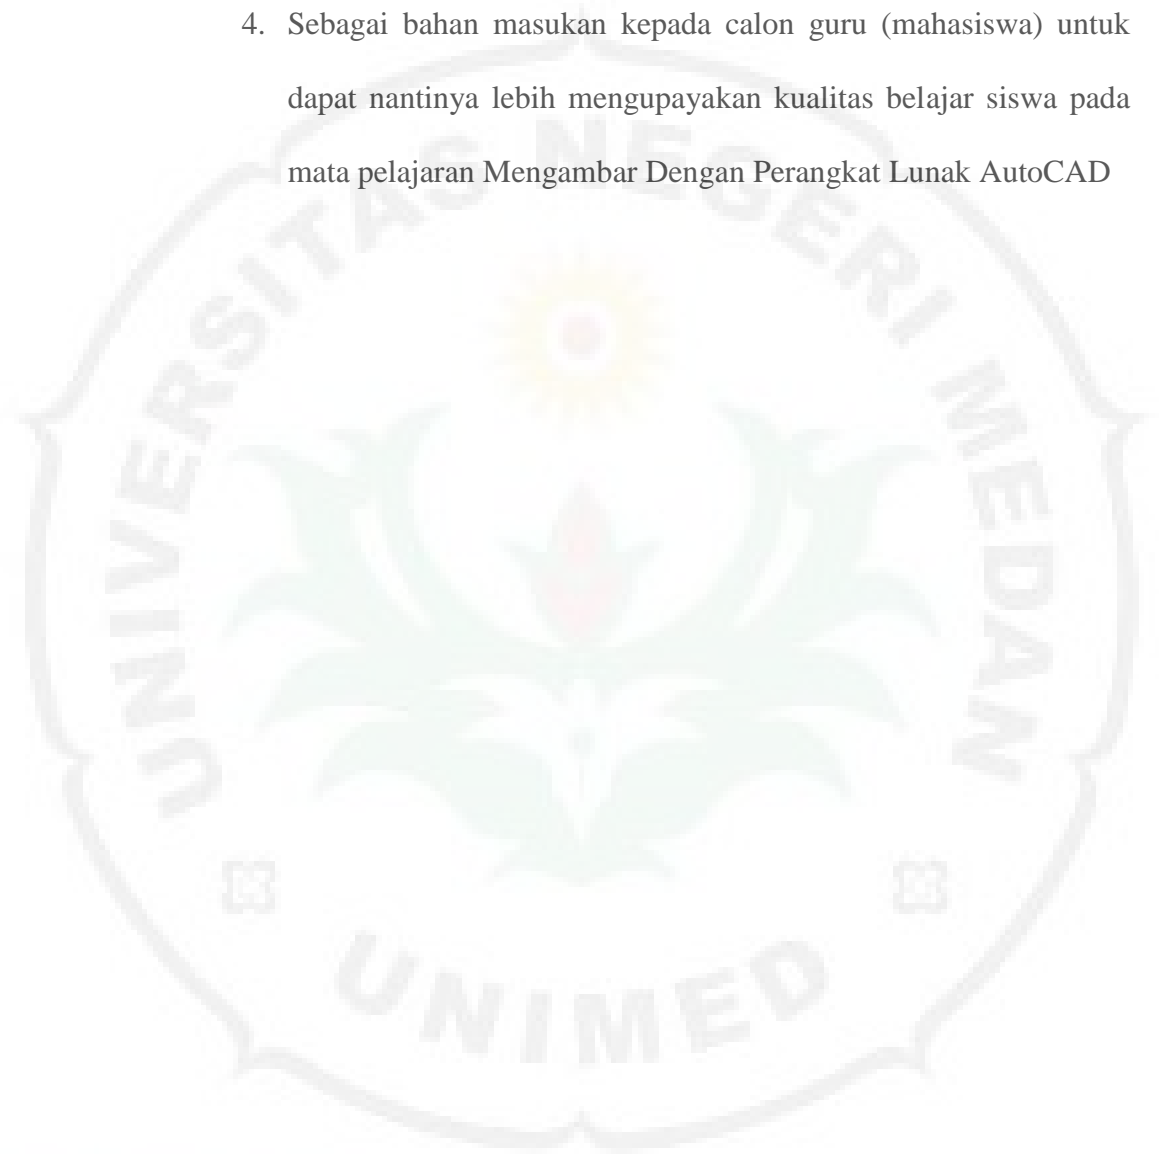 4. Sebagai bahan masukan kepada calon guru (mahasiswa) untuk
dapat nantinya lebih mengupayakan kualitas belajar siswa pada
mata pelajaran Mengambar Dengan Perangkat Lunak AutoCAD
UNIVERSITAS NEGERI MEDAN
UNIMED